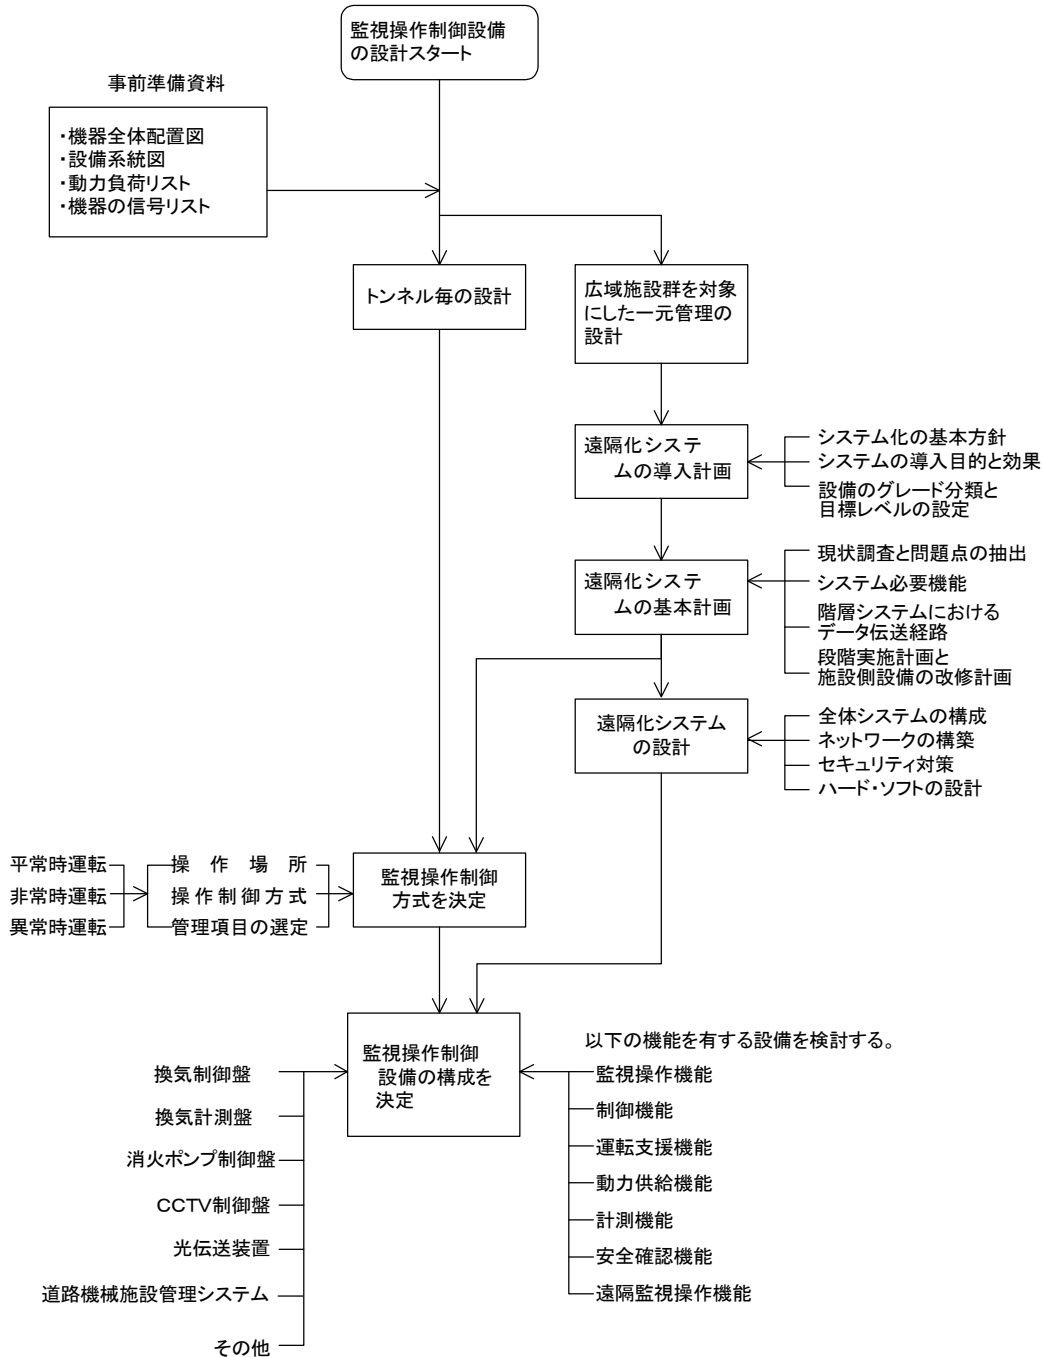 監視操作制御設備
の設計スタート
事前準備資料
・機器全体配置図
・設備系統図
・動力負荷リスト
・機器の信号リスト
トンネル毎の設計
広域施設群を対象
にした一元管理の
設計
遠隔化システ
ムの導入計画
システム化の基本方針
システムの導入目的と効果
設備のグレード分類と
目標レベルの設定
遠隔化システ
ムの基本計画
現状調査と問題点の抽出
システム必要機能
階層システムにおける
データ伝送経路
段階実施計画と
施設側設備の改修計画
遠隔化システム
の設計
全体システムの構成
ネットワークの構築
セキュリティ対策
ハード・ソフトの設計
平常時運転
非常時運転
異常時運転
操作場所
操作制御方式
管理項目の選定
監視操作制御
方式を決定
監視操作制御
設備の構成を
決定
換気制御盤
換気計測盤
消火ポンプ制御盤
CCTV制御盤
光伝送装置
道路機械施設管理システム
その他
以下の機能を有する設備を検討する。
監視操作機能
制御機能
運転支援機能
動力供給機能
計測機能
安全確認機能
遠隔監視操作機能